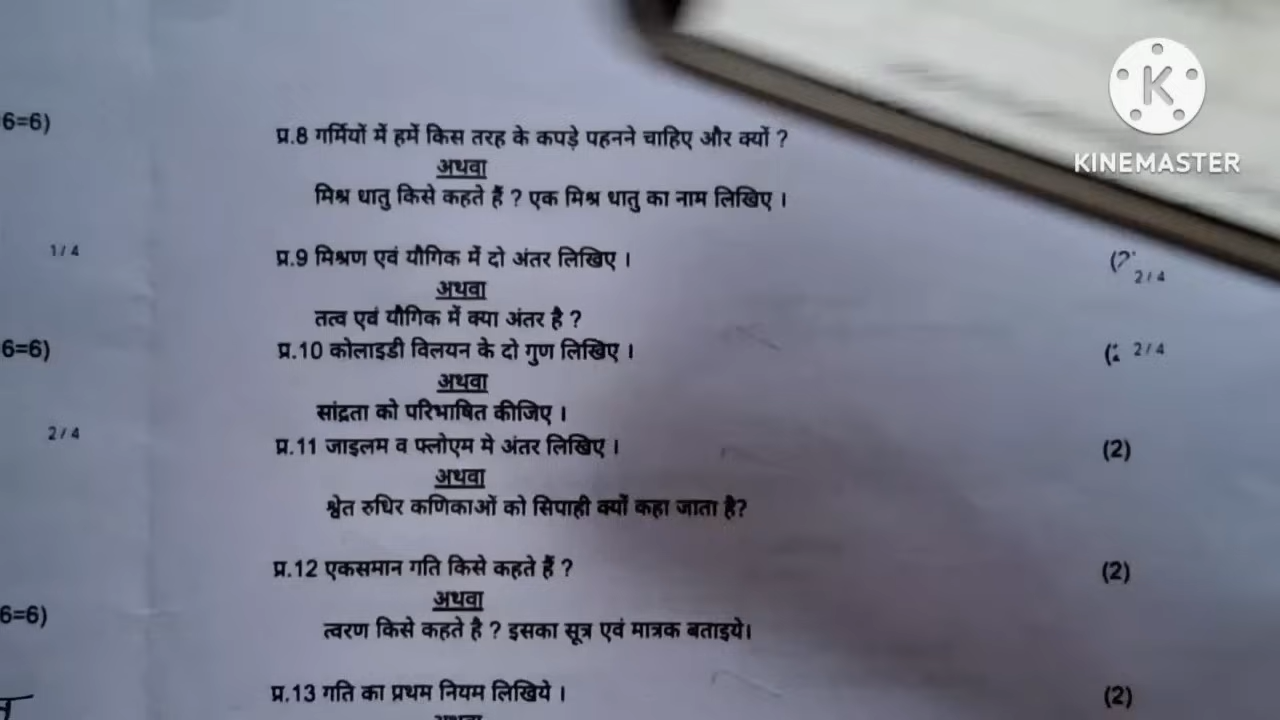 6=6)
KINEMASTER
प्र.8 गर्मियों में हमें किस तरह के कपड़े पहनने चाहिए और क्यों ?
अथवा
मिश्र धातु किसे कहते हैं ? एक मिश्र धातु का नाम लिखिए ।
1/4
प्र.9 मिश्रण एवं यौगिक में दो अंतर लिखिए ।
2/4
अथवा
तत्व एवं यौगिक में क्या अंतर है ?
6=6)
प्र.10 कोलाइडी विलयन के दो गुण लिखिए ।
2/4
अथवा
सांद्रता को परिभाषित कीजिए ।
2/4
प्र.11 जाइलम व फ्लोएम मे अंतर लिखिए । (2)
अथवा
श्वेत रुधिर कणिकाओं को सिपाही क्यों कहा जाता है?
प्र.12 एकसमान गति किसे कहते हैं ? (2)
अथवा
6=6)
त्वरण किसे कहते है ? इसका सूत्र एवं मात्रक बताइये।
प्र.13 गति का प्रथम नियम लिखिये । (2)
अथवा